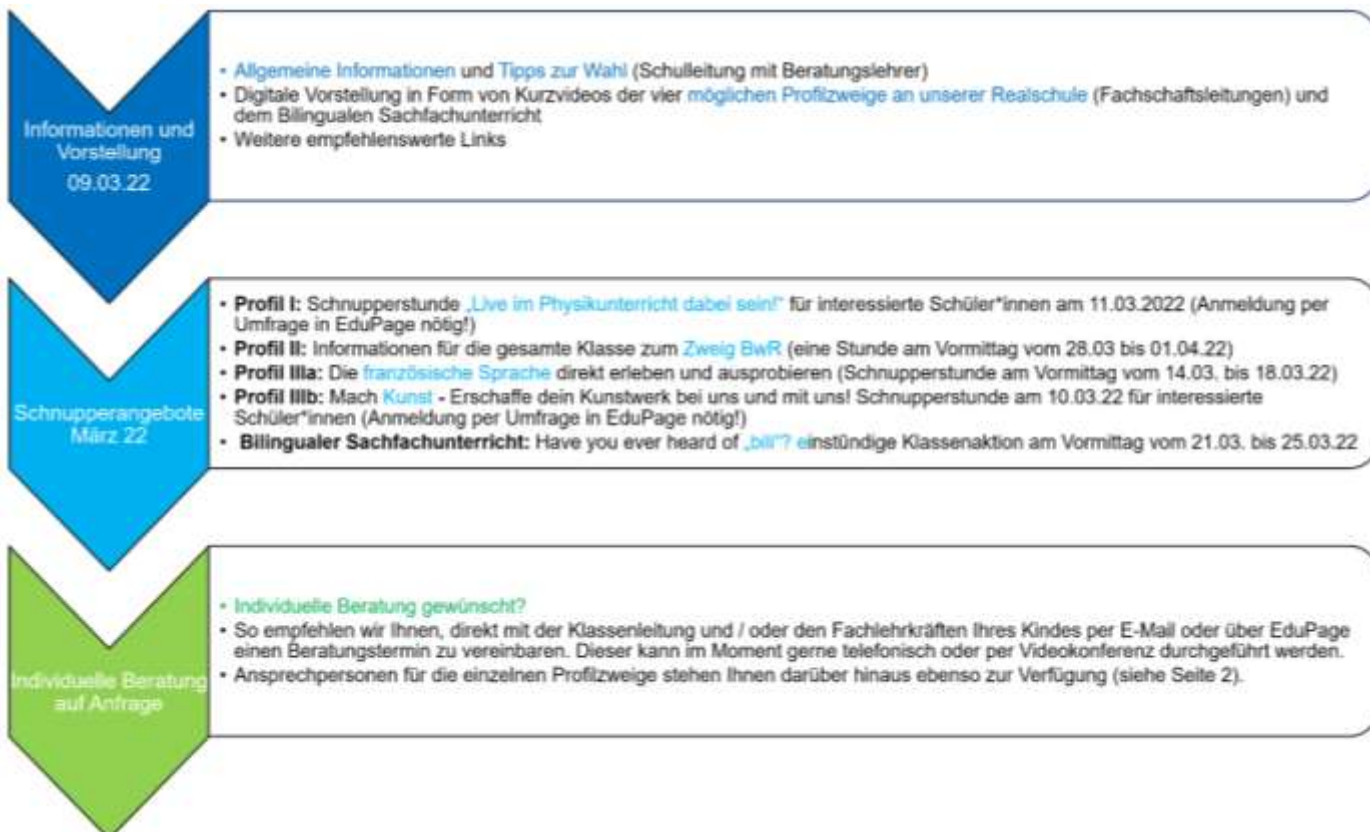 Informationen und
Vorstellung
09.03.22
• Allgemeine Informationen und Tipps zur Wahl (Schulleitung mit Beratungslehrer)
• Digitale Vorstellung in Form von Kurzvideos der vier möglichen Profilzweige an unserer Realschule (Fachschaftsleitungen) und
dem Bilingualen Sachfachunterricht
• Weitere empfehlenswerte Links
Schnupperangebote
März 22
• Profil I: Schnupperstunde „Live im Physikunterricht dabei sein!“ für interessierte Schüler*innen am 11.03.2022 (Anmeldung per
Umfrage in EduPage nötig!)
• Profil II: Informationen für die gesamte Klasse zum Zweig BwR (eine Stunde am Vormittag vom 28.03 bis 01.04.22)
• Profil IIIa: Die französische Sprache direkt erleben und ausprobieren (Schnupperstunde am Vormittag vom 14.03. bis 18.03.22)
• Profil IIIb: Mach Kunst - Erschaffe dein Kunstwerk bei uns und mit uns! Schnupperstunde am 10.03.22 für interessierte
Schüler*innen (Anmeldung per Umfrage in EduPage nötig!)
• Bilingualer Sachfachunterricht: Have you ever heard of „bili“? einstündige Klassenaktion am Vormittag vom 21.03. bis 25.03.22
Individuelle Beratung
auf Anfrage
• Individuelle Beratung gewünscht?
• So empfehlen wir Ihnen, direkt mit der Klassenleitung und / oder den Fachlehrkräften Ihres Kindes per E-Mail oder über EduPage
einen Beratungstermin zu vereinbaren. Dieser kann im Moment gerne telefonisch oder per Videokonferenz durchgeführt werden.
• Ansprechpersonen für die einzelnen Profilzweige stehen Ihnen darüber hinaus ebenso zur Verfügung (siehe Seite 2).